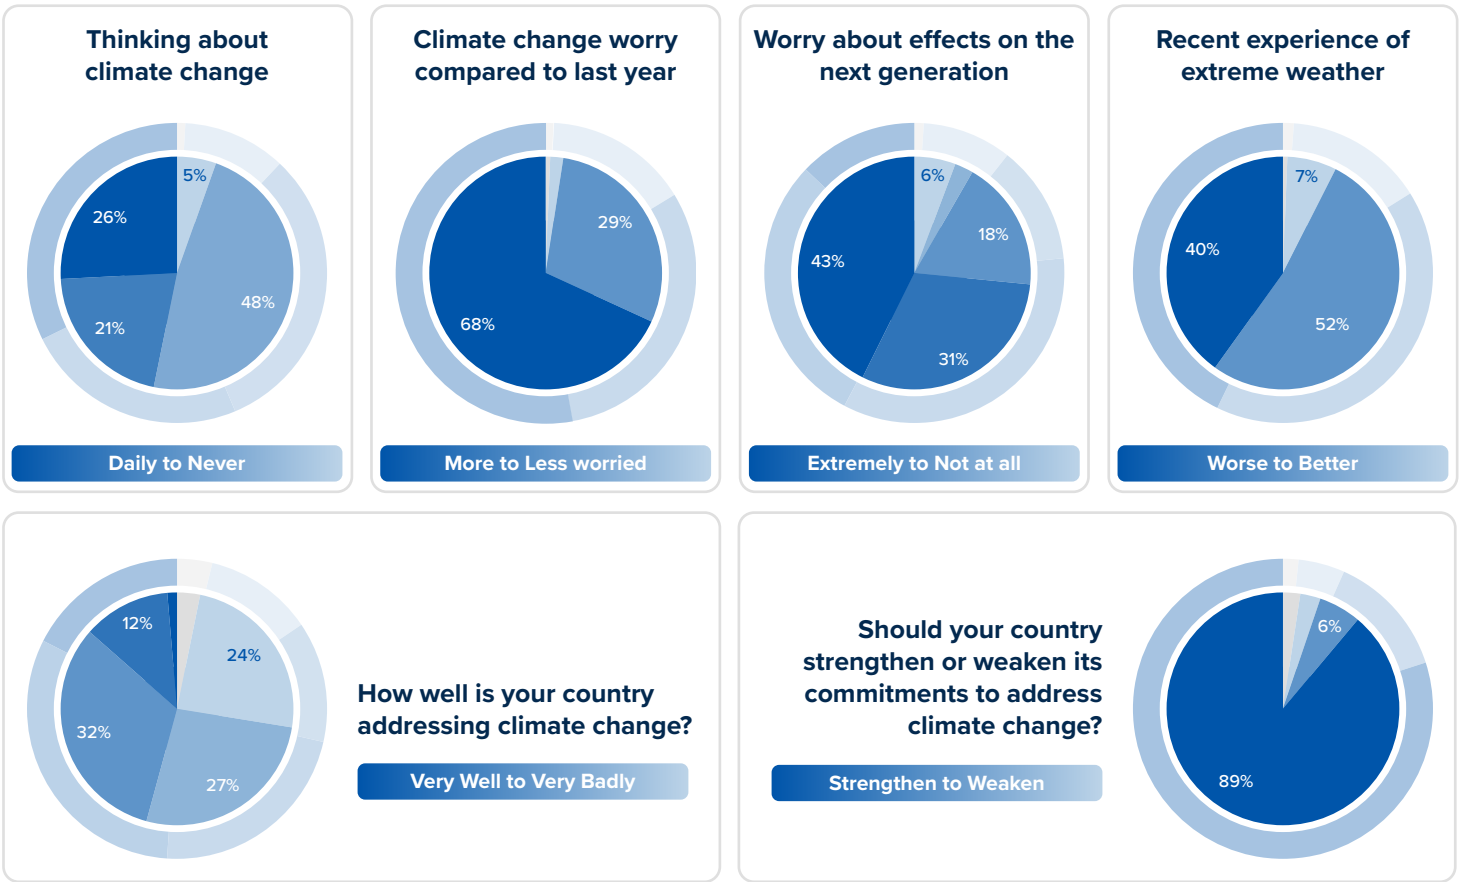 Thinking about
climate change
5%
26%
48%
21%
Daily to Never
Climate change worry
compared to last year
29%
68%
More to Less worried
Worry about effects on the
next generation
6%
18%
43%
31%
Extremely to Not at all
Recent experience of
extreme weather
7%
40%
52%
Worse to Better
12%
24%
32%
27%
How well is your country
addressing climate change?
Very Well to Very Badly
Should your country
strengthen or weaken its
commitments to address
climate change?
Strengthen to Weaken
6%
89%